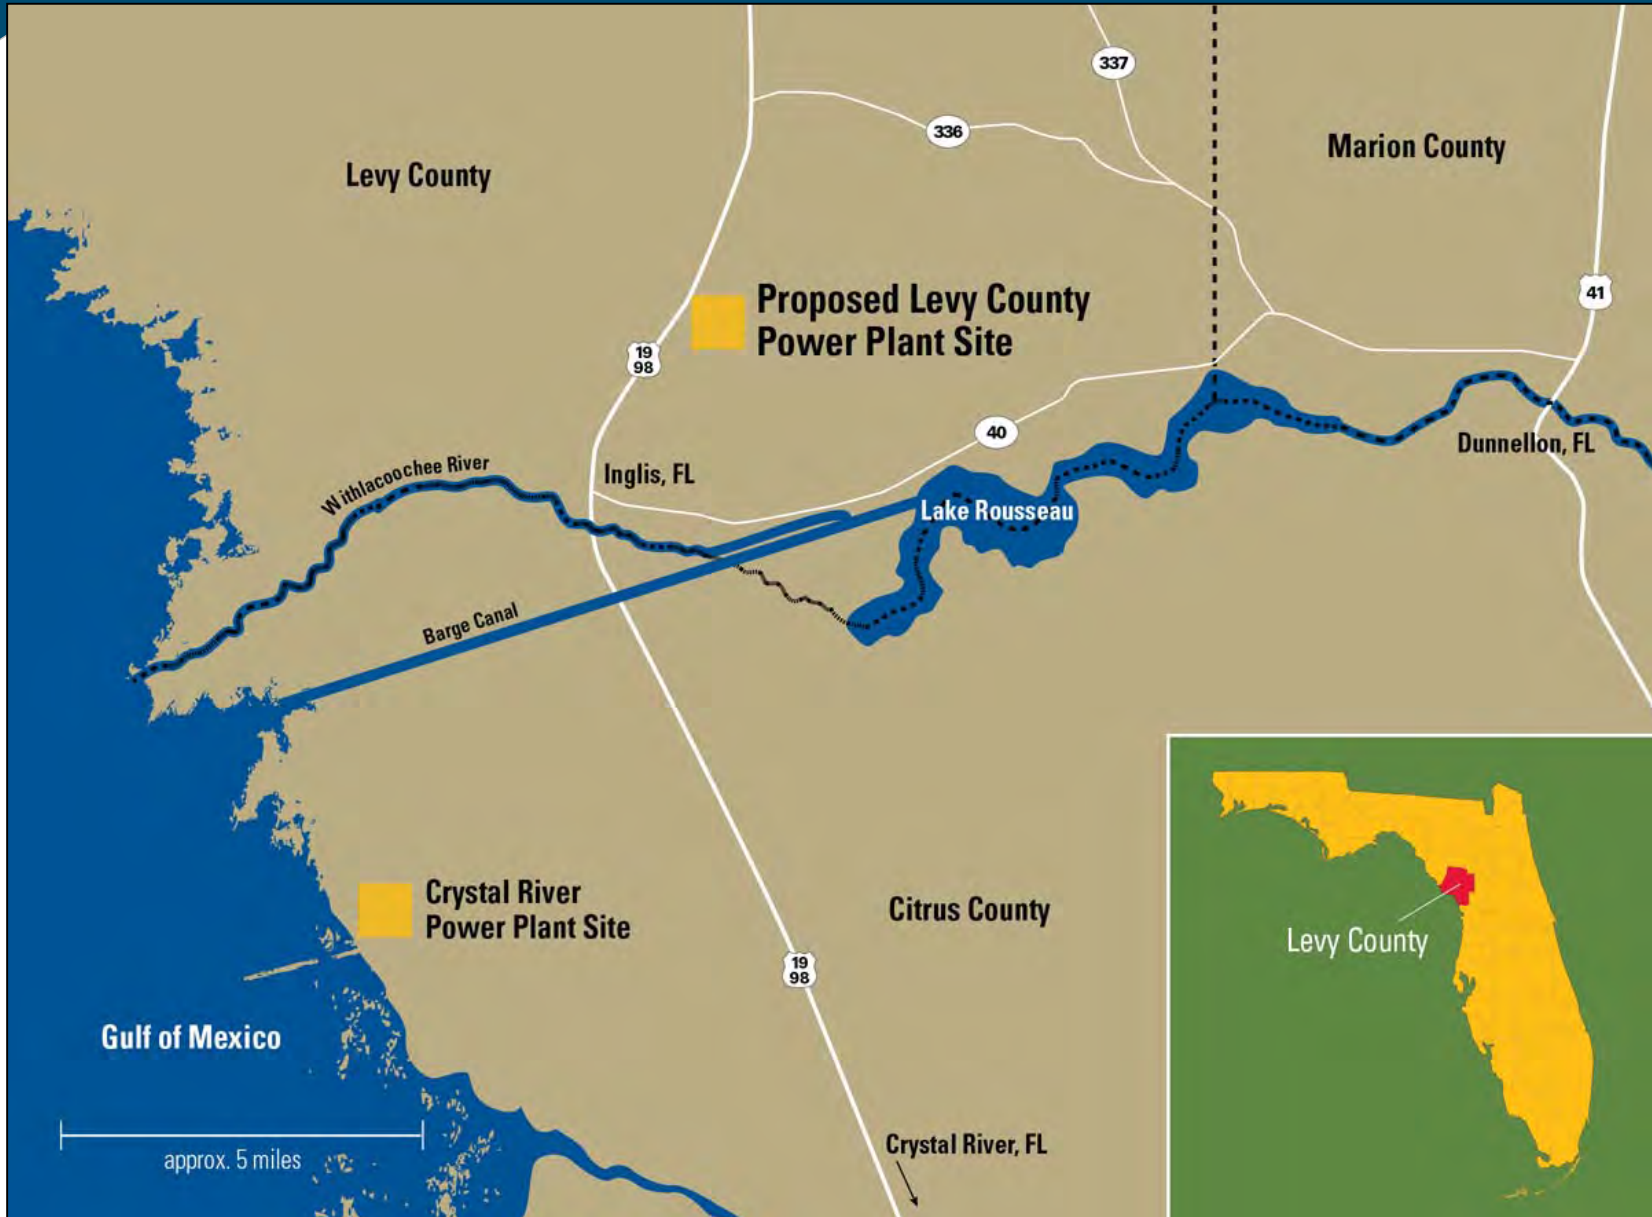 337
336
Levy County
Marion County
Proposed Levy County
Power Plant Site
41
19
98
40
Dunnellon, FL
Withlacoochee River
Inglis, FL
Lake Rousseau
Barge Canal
Crystal River
Power Plant Site
Citrus County
19
98
Levy County
Gulf of Mexico
approx. 5 miles
Crystal River, FL